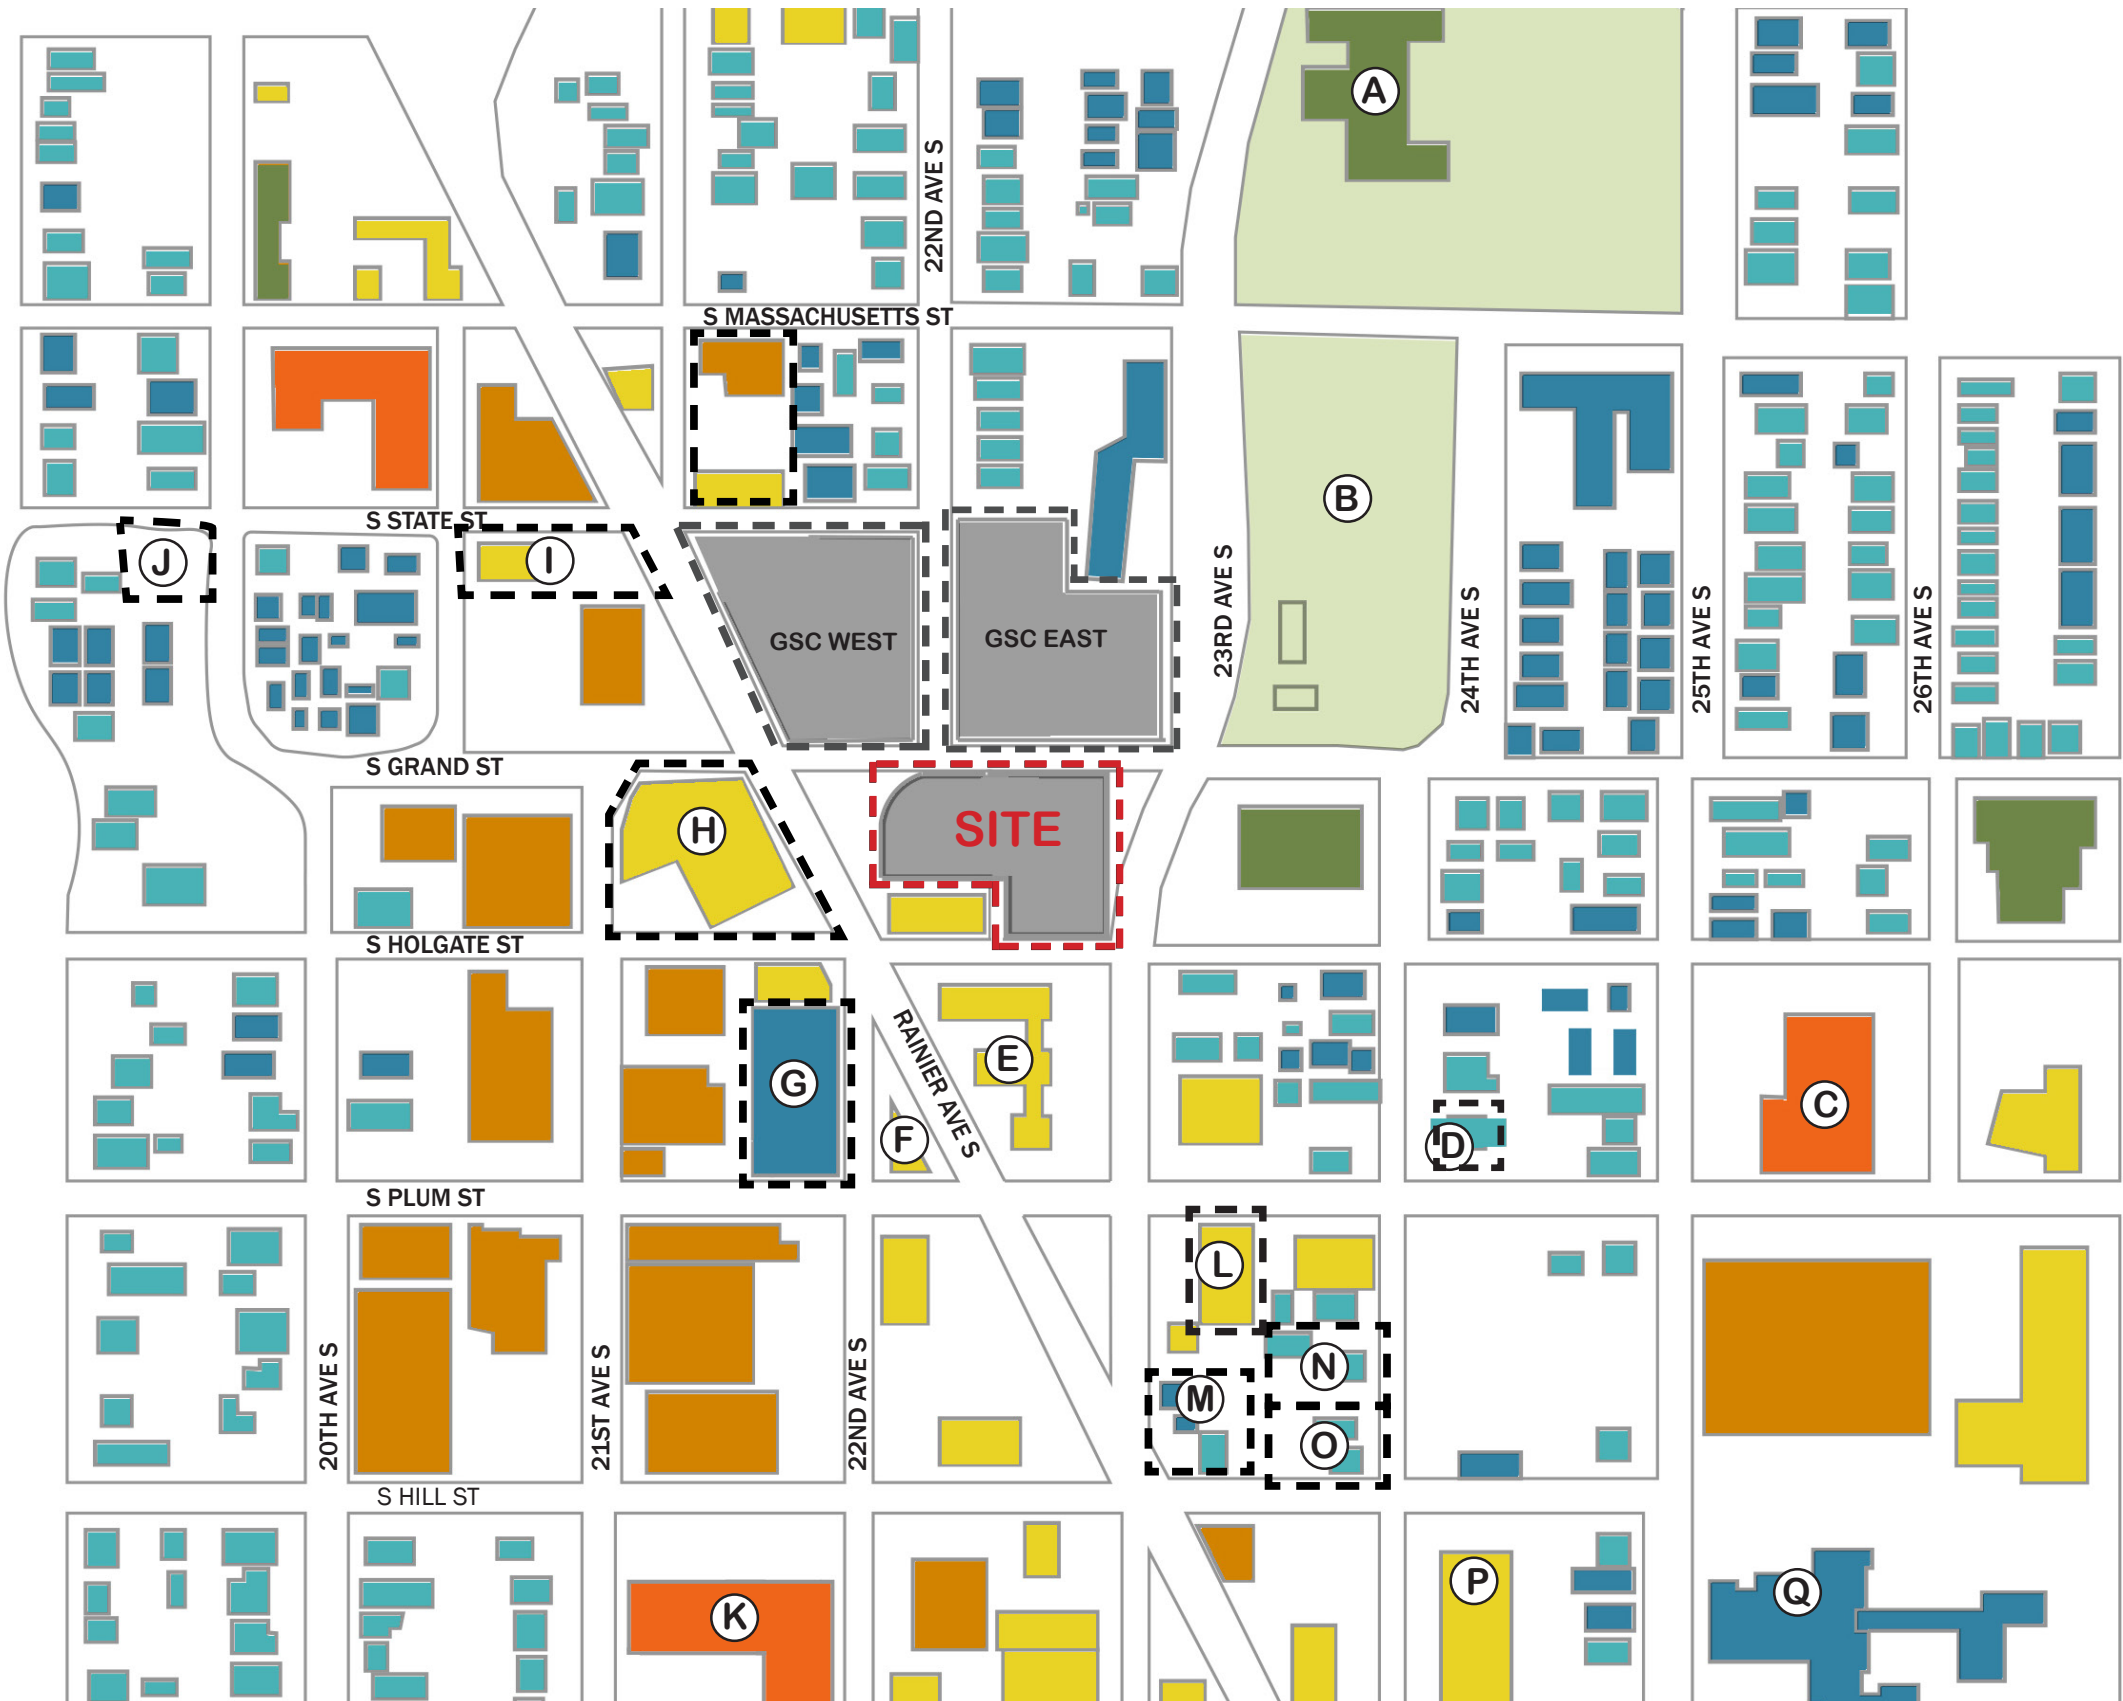 A
22ND AVE S
S MASSACHUSETTS ST
B
S STATE ST
J
I
GSC WEST
GSC EAST
23RD AVE S
24TH AVE S
25TH AVE S
26TH AVE S
S GRAND ST
H
SITE
S HOLGATE ST
G
RAINIER AVE S
E
F
D
C
S PLUM ST
L
20TH AVE S
21ST AVE S
22ND AVE S
N
M
O
S HILL ST
K
P
Q